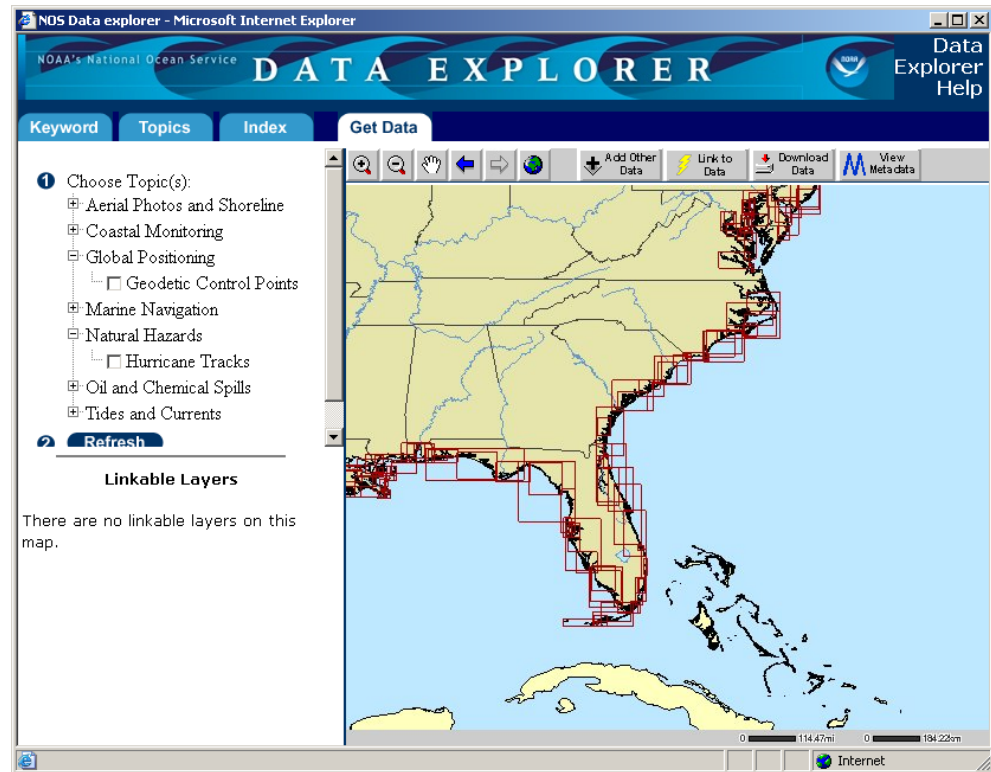 NOS Data explorer - Microsoft Internet Explorer
NOAA's National Ocean Service DATA EXPLORER
NOAA
Data
Explorer
Help
Keyword Topics Index Get Data
Add Other
Data
Link to
Data
Download
Data
View
Metadata
1 Choose Topic(s):
Aerial Photos and Shoreline
Coastal Monitoring
Global Positioning
Geodetic Control Points
Marine Navigation
Natural Hazards
Hurricane Tracks
Oil and Chemical Spills
Tides and Currents
2 Refresh
Linkable Layers
There are no linkable layers on this
map.
0 114.47mi 0 184.22km
Internet